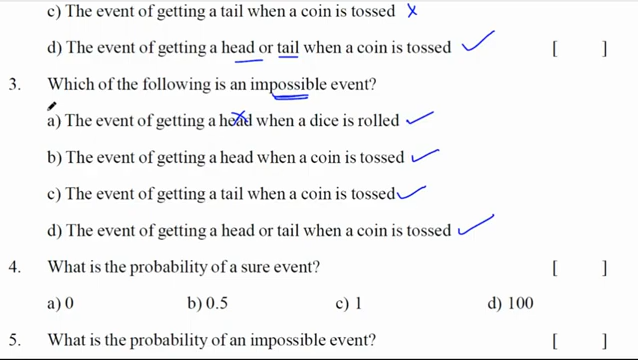 c) The event of getting a tail when a coin is tossed
d) The event of getting a head or tail when a coin is tossed [ ]
3. Which of the following is an impossible event?
a) The event of getting a head when a dice is rolled
b) The event of getting a head when a coin is tossed
c) The event of getting a tail when a coin is tossed
d) The event of getting a head or tail when a coin is tossed
4. What is the probability of a sure event? [ ]
a) 0 b) 0.5 c) 1 d) 100
5. What is the probability of an impossible event? [ ]